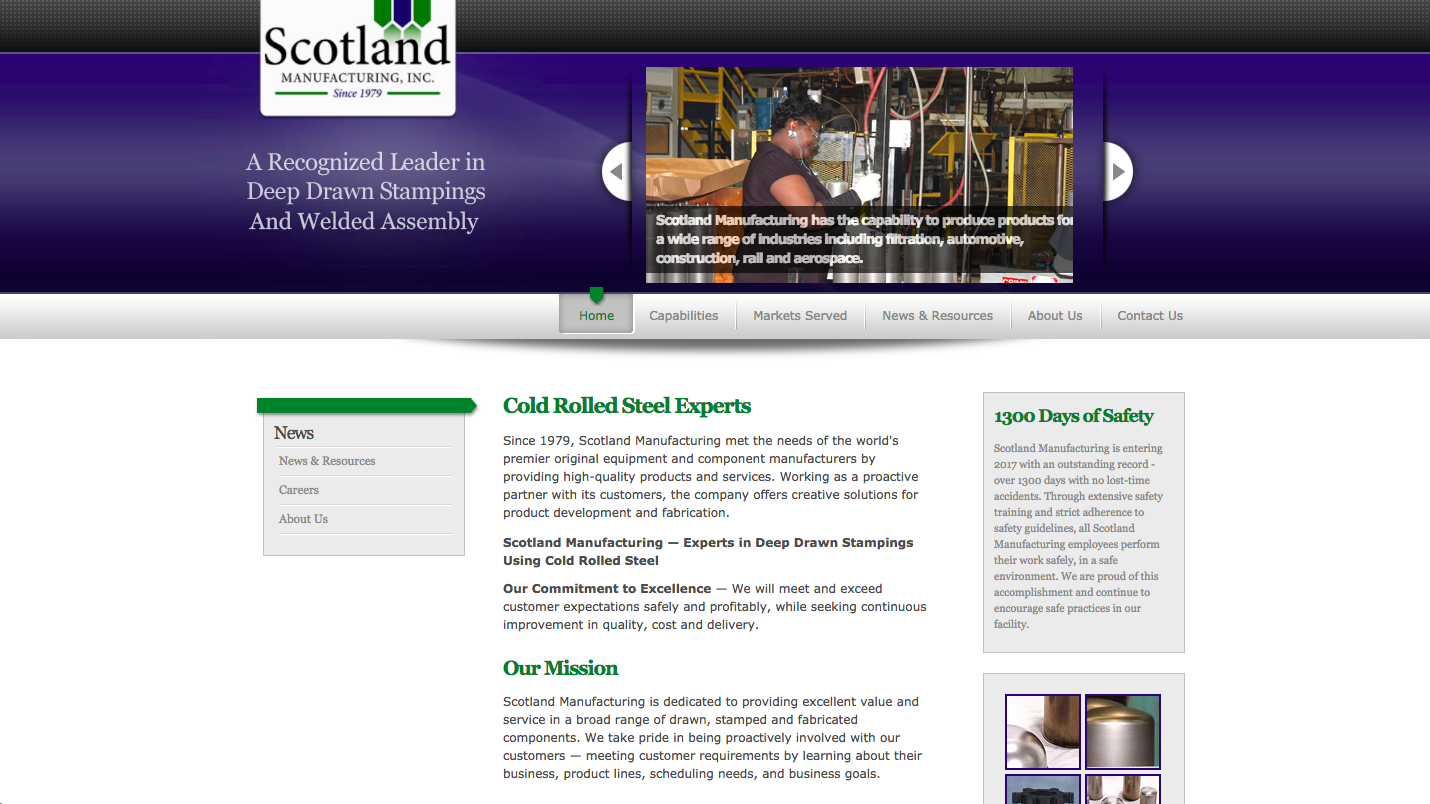 Scotland
MANUFACTURING, INC.
Since 1979
A Recognized Leader in
Deep Drawn Stampings
And Welded Assembly
Scotland Manufacturing has the capability to produce products for
a wide range of industries including filtration, automotive,
construction, rail and aerospace.
Home
Capabilities
Markets Served
News & Resources
About Us
Contact Us
News
News & Resources
Careers
About Us
Cold Rolled Steel Experts
Since 1979, Scotland Manufacturing met the needs of the world's
premier original equipment and component manufacturers by
providing high-quality products and services. Working as a proactive
partner with its customers, the company offers creative solutions for
product development and fabrication.
Scotland Manufacturing — Experts in Deep Drawn Stampings
Using Cold Rolled Steel
Our Commitment to Excellence — We will meet and exceed
customer expectations safely and profitably, while seeking continuous
improvement in quality, cost and delivery.
Our Mission
Scotland Manufacturing is dedicated to providing excellent value and
service in a broad range of drawn, stamped and fabricated
components. We take pride in being proactively involved with our
customers — meeting customer requirements by learning about their
business, product lines, scheduling needs, and business goals.
1300 Days of Safety
Scotland Manufacturing is entering
2017 with an outstanding record -
over 1300 days with no lost-time
accidents. Through extensive safety
training and strict adherence to
safety guidelines, all Scotland
Manufacturing employees perform
their work safely, in a safe
environment. We are proud of this
accomplishment and continue to
encourage safe practices in our
facility.